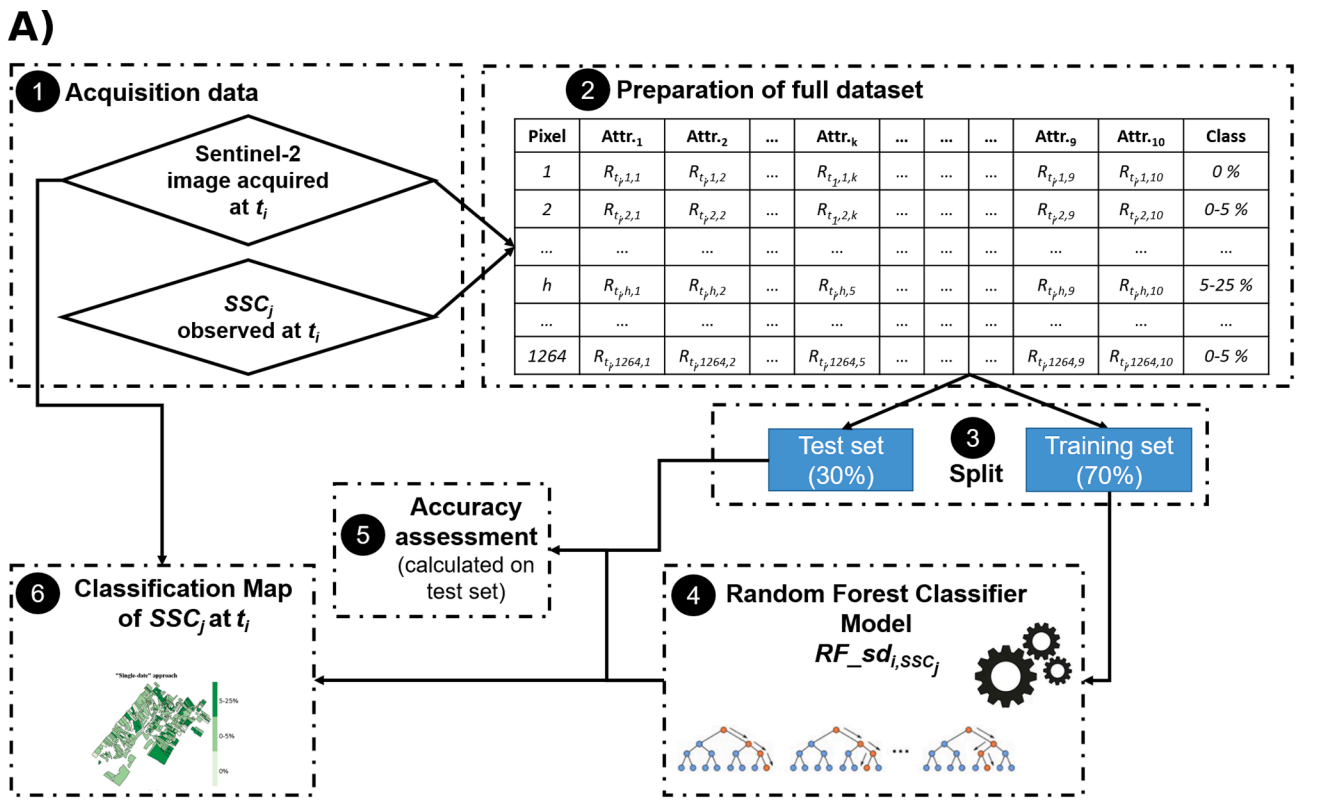 A)
1 Acquisition data
Sentinel-2
image acquired
at ti
SSCj
observed at ti
2 Preparation of full dataset
Pixel Attr.1 Attr.2 ... Attr.k ... ... ... Attr.9 Attr.10 Class
1 Rti,1,1 Rti,1,2 ... Rt1,1,k ... ... ... Rti,1,9 Rti,1,10 0 %
2 Rti,2,1 Rti,2,2 ... Rt1,2,k ... ... ... Rti,2,9 Rti,2,10 0-5 %
... ... ... ... ... ... ... ... ... ... ...
h Rti,h,1 Rti,h,2 ... Rti,h,5 ... ... ... Rti,h,9 Rti,h,10 5-25 %
... ... ... ... ... ... ... ... ... ... ...
1264 Rti,1264,1 Rti,1264,2 ... Rti,1264,5 ... ... ... Rti,1264,9 Rti,1264,10 0-5 %
Test set
(30%)
3
Split
Training set
(70%)
4 Random Forest Classifier
Model
RF_sdi,SSCj
...
5 Accuracy
assessment
(calculated on
test set)
6 Classification Map
of SSCj at ti
"Single-date" approach
5-25%
0-5%
0%